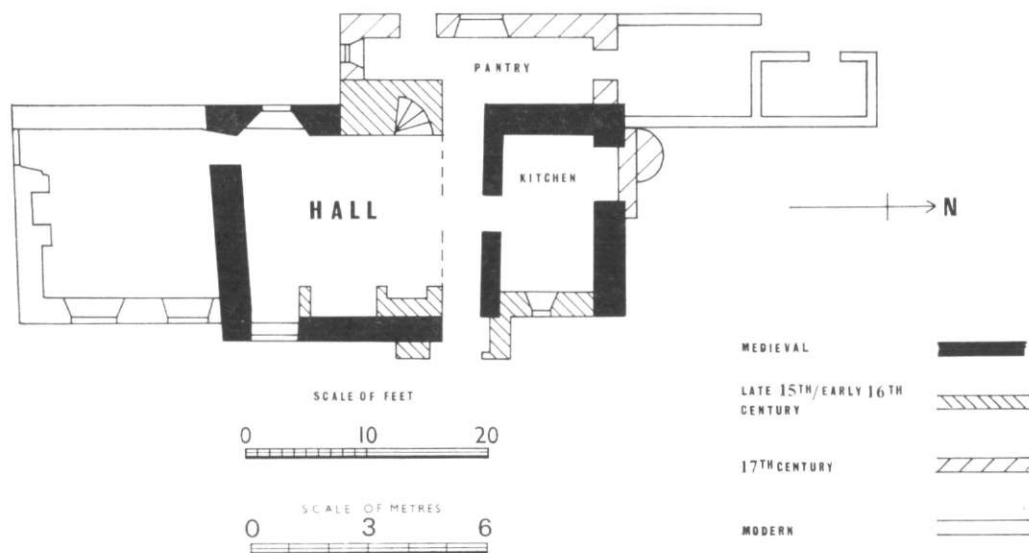 PANTRY
KITCHEN
HALL
N
MEDIEVAL
LATE 15TH/EARLY 16TH
CENTURY
17TH CENTURY
MODERN
SCALE OF FEET
0 10 20
SCALE OF METRES
0 3 6